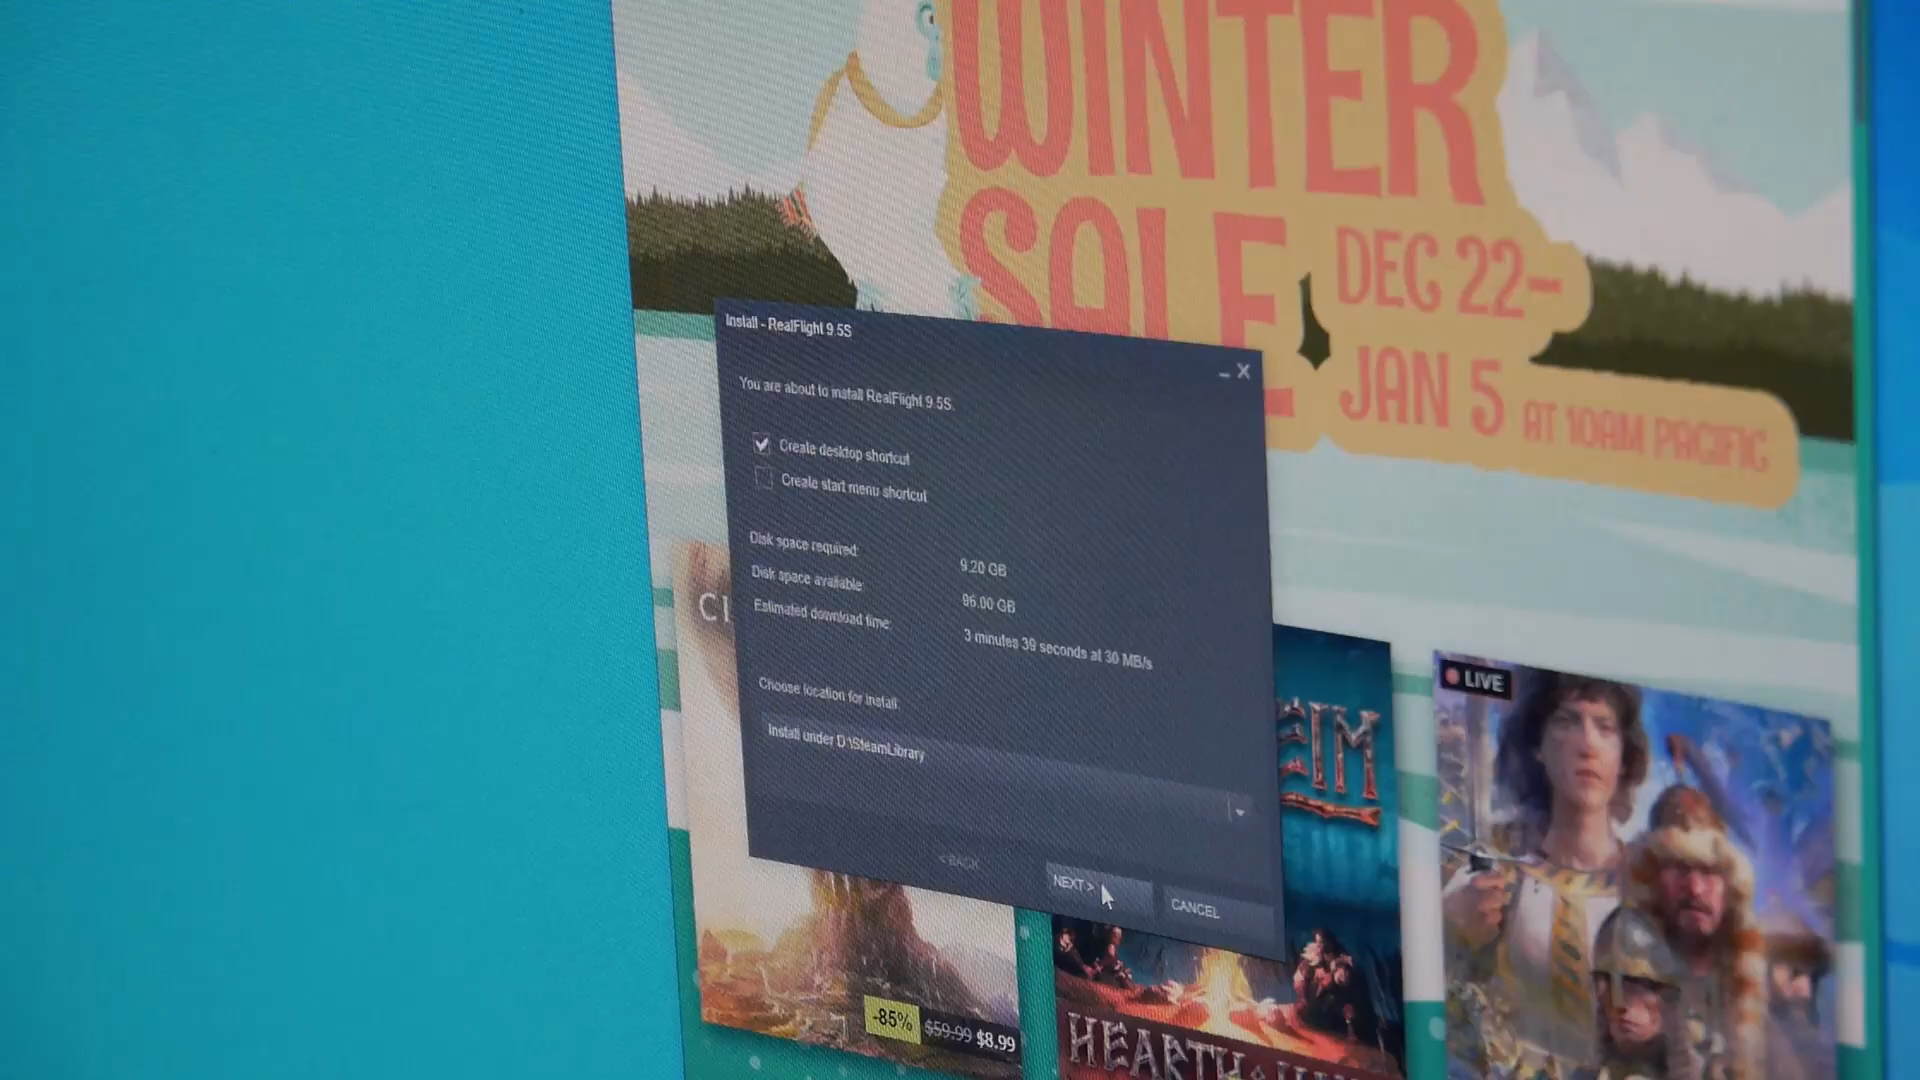 WINTER
SALE
DEC 22-
JAN 5 AT 10AM PACIFIC
Install - RealFlight 9.5S
You are about to install RealFlight 9.5S.
Create desktop shortcut
Create start menu shortcut
Disk space required: 9.20 GB
Disk space available: 96.00 GB
Estimated download time: 3 minutes 39 seconds at 30 MB/s
Choose location for install:
Install under D:\SteamLibrary
< BACK
NEXT >
CANCEL
CI
EIM
LIVE
-85% $59.99 $8.99
HEARTH